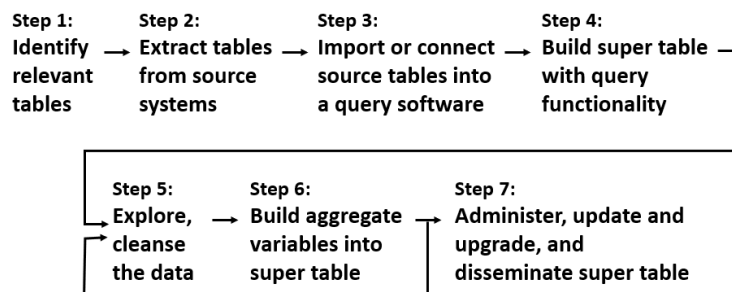 Step 1:
Identify
relevant
tables
Step 2:
Extract tables
from source
systems
Step 3:
Import or connect
source tables into
a query software
Step 4:
Build super table
with query
functionality
Step 5:
Explore,
cleanse
the data
Step 6:
Build aggregate
variables into
super table
Step 7:
Administer, update and
upgrade, and
disseminate super table